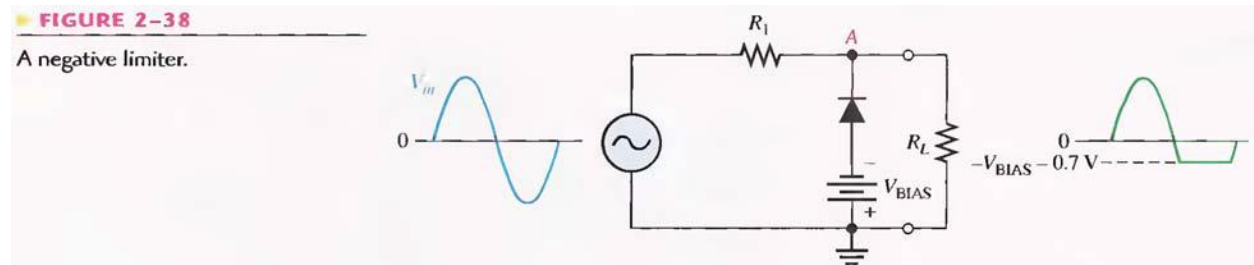 FIGURE 2–38
A negative limiter.
V_in
0
R_1
A
R_L
−
V_BIAS
+
0
−V_BIAS − 0.7 V